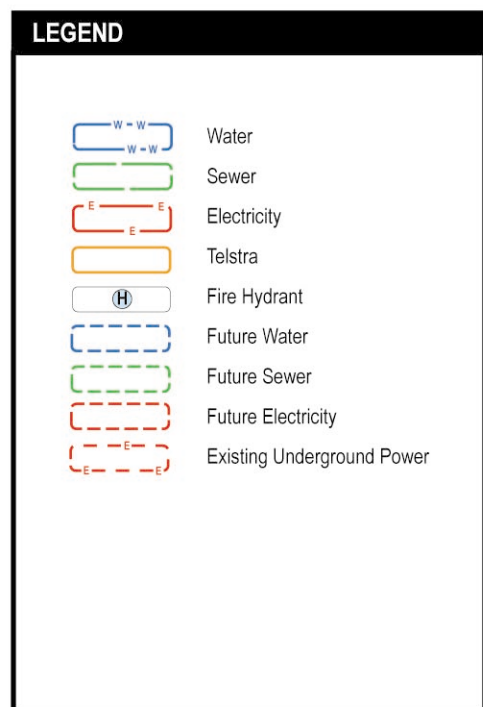 LEGEND
W - W
W - W
Water
Sewer
E E
E
Electricity
Telstra
H
Fire Hydrant
Future Water
Future Sewer
Future Electricity
E
E E
Existing Underground Power